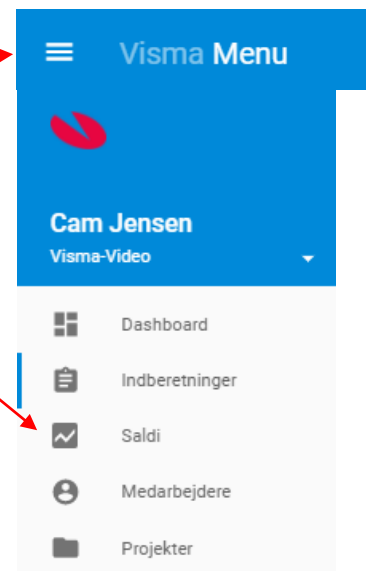 Visma Menu
Cam Jensen
Visma-Video
Dashboard
Indberetninger
Saldi
Medarbejdere
Projekter